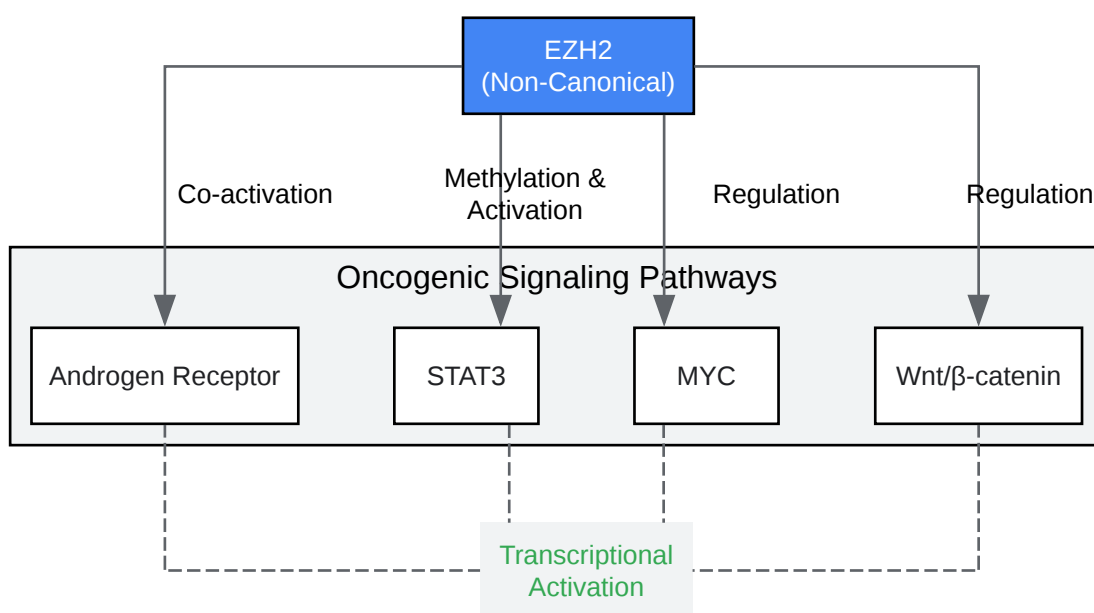 EZH2
(Non-Canonical)
Co-activation
Methylation &
Activation
Regulation
Regulation
Oncogenic Signaling Pathways
Androgen Receptor
STAT3
MYC
Wnt/β-catenin
Transcriptional
Activation